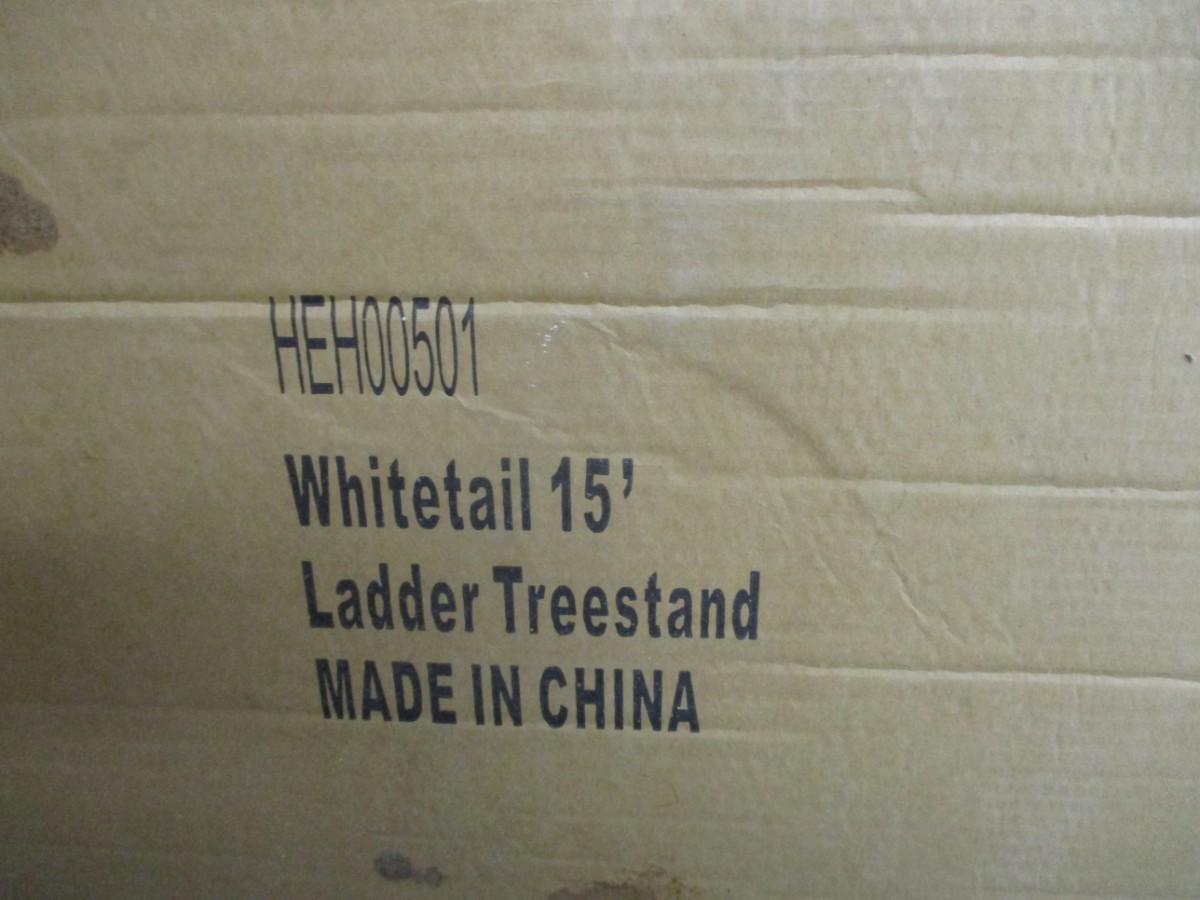 HEH00501
Whitetail 15’
Ladder Treestand
MADE IN CHINA